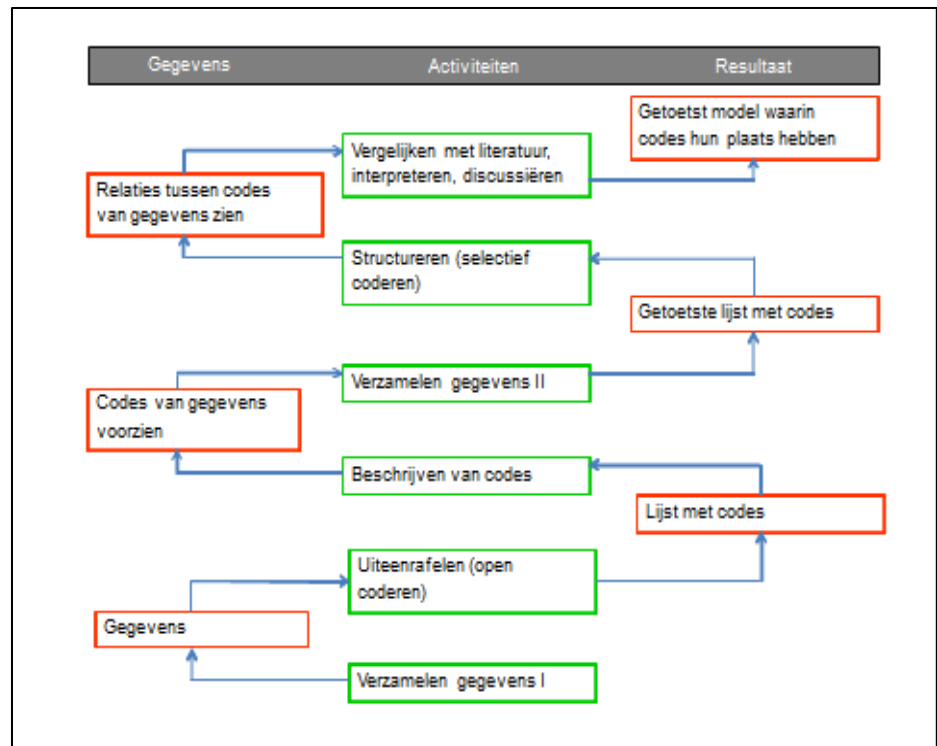 Gegevens Activiteiten Resultaat
Getoetst model waarin
codes hun plaats hebben
Vergelijken met literatuur,
interpreteren, discussiëren
Relaties tussen codes
van gegevens zien
Structureren (selectief
coderen)
Getoetste lijst met codes
Verzamelen gegevens II
Codes van gegevens
voorzien
Beschrijven van codes
Lijst met codes
Uiteenrafelen (open
coderen)
Gegevens
Verzamelen gegevens I